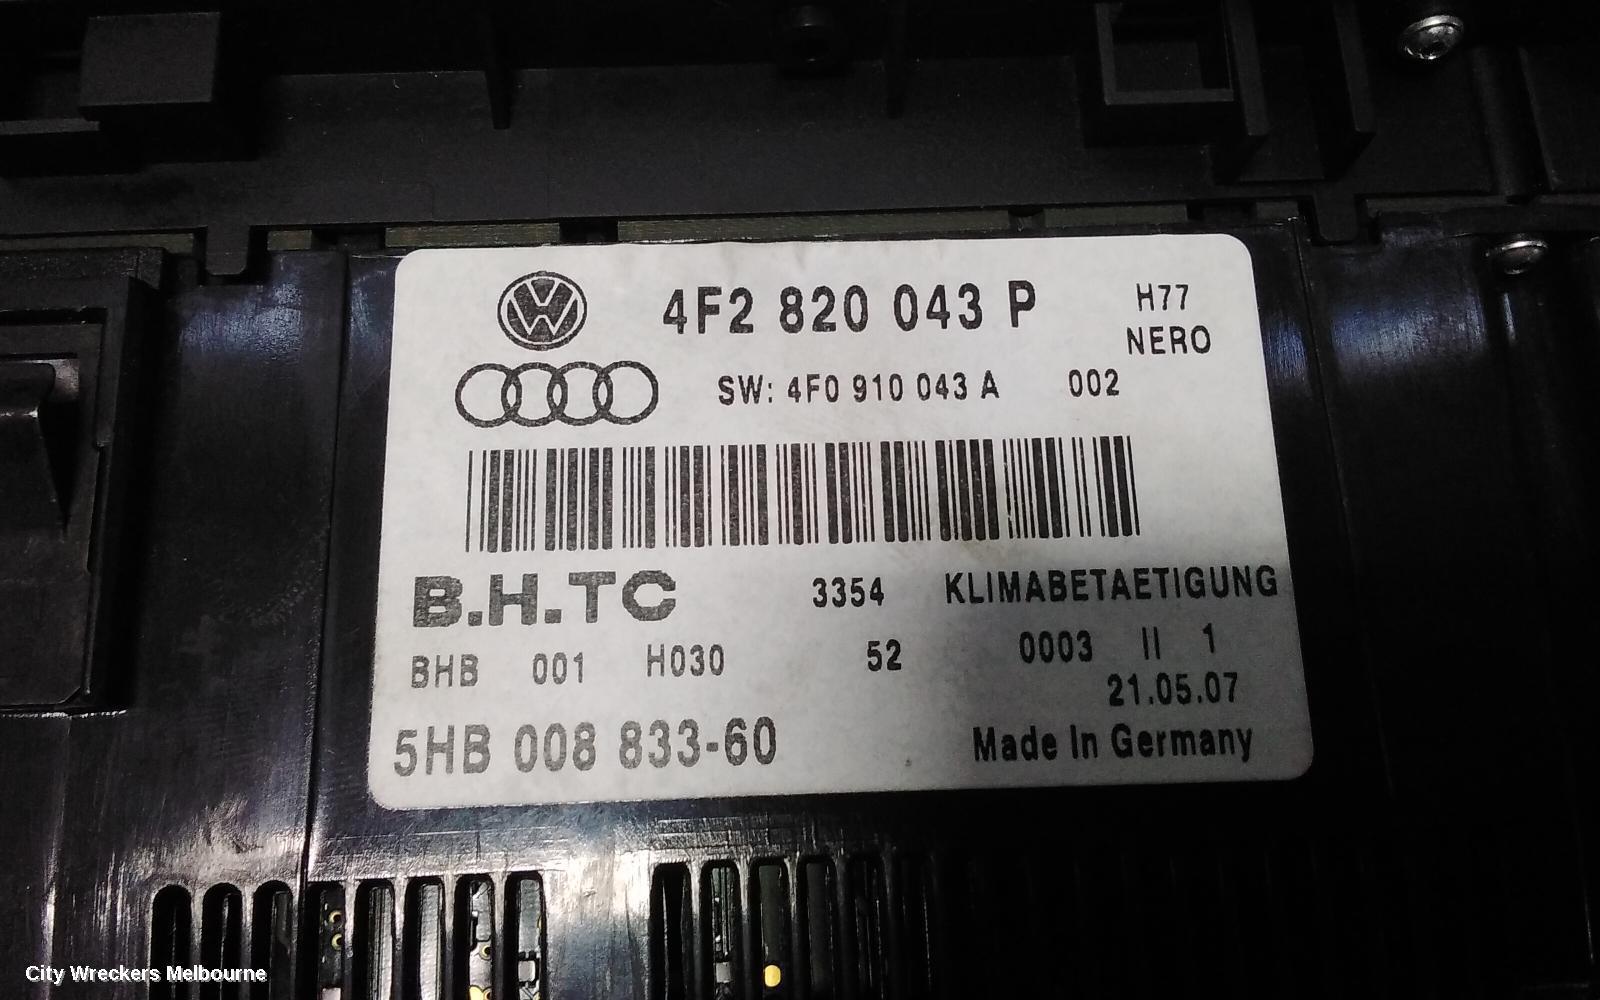 4F2 820 043 P
H77
NERO
SW: 4F0 910 043 A 002
B.H.TC 3354 KLIMABETAETIGUNG
BHB 001 H030 52 0003 II 1
21.05.07
5HB 008 833-60 Made In Germany
City Wreckers Melbourne